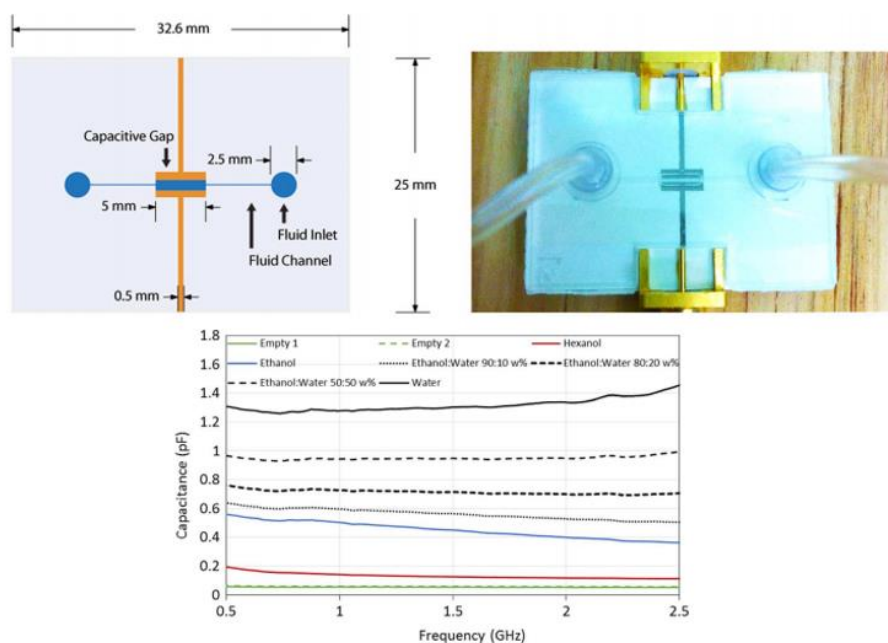 32.6 mm
Capacitive Gap
2.5 mm
25 mm
5 mm
Fluid Inlet
Fluid Channel
0.5 mm
1.8
1.6
1.4
1.2
1
0.8
0.6
0.4
0.2
0
Capacitance (pF)
Empty 1 Empty 2 Hexanol
Ethanol Ethanol:Water 90:10 w% Ethanol:Water 80:20 w%
Ethanol:Water 50:50 w% Water
0.5 1 1.5 2 2.5
Frequency (GHz)